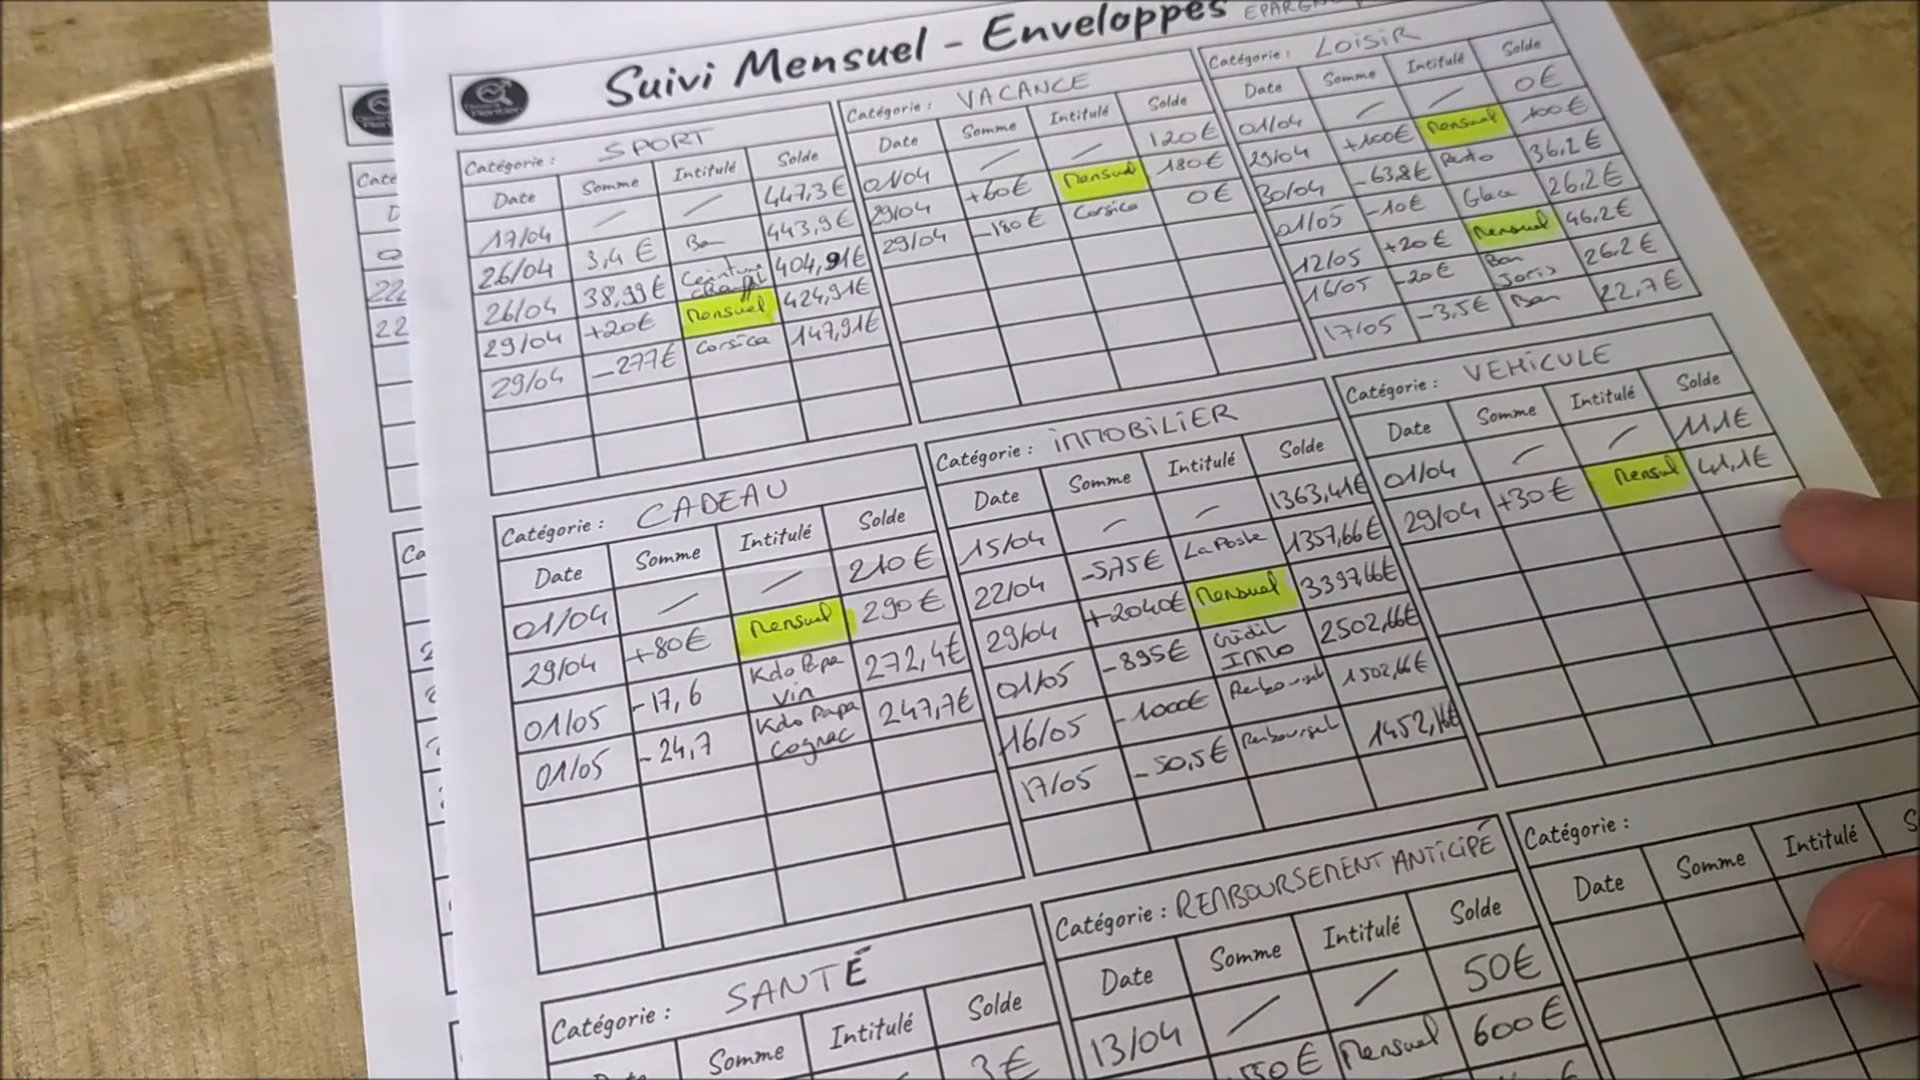 Suivi Mensuel - Enveloppes
Catégorie : SPORT
Date Somme Intitulé Solde
17/04 / / 447,3€
26/04 3,4 € Bar 443,9€
26/04 38,99€ Ceinture 404,91€
29/04 +20€ Mensuel 424,91€
29/04 -277€ Corsica 147,91€
Catégorie : VACANCE
Date Somme Intitulé Solde
01/04 / / 120€
29/04 +60€ Mensuel 180€
29/04 -180€ Corsica 0€
Catégorie : LOISIR
Date Somme Intitulé Solde
01/04 / / 0€
29/04 +100€ Mensuel 100€
30/04 -63,8€ Resto 36,2€
01/05 -10€ Glace 26,2€
12/05 +20€ Mensuel 46,2€
16/05 -20€ Bar Joris 26,2€
17/05 -3,5€ Bar 22,7€
Catégorie : CADEAU
Date Somme Intitulé Solde
01/04 / / 210€
29/04 +80€ Mensuel 290€
01/05 -17,6 Kdo Papa vin 272,4€
01/05 -24,7 Kdo Papa cognac 247,7€
Catégorie : IMMOBILIER
Date Somme Intitulé Solde
15/04 / / 1363,41€
22/04 -5,75€ La Poste 1357,66€
29/04 +2040€ Mensuel 3397,66€
01/05 -895€ Crédit Immo 2502,66€
16/05 -1000€ 1502,66€
17/05 -50,5€ 1452,16€
Catégorie : VEHICULE
Date Somme Intitulé Solde
01/04 / / 11,1€
29/04 +30€ Mensuel 41,1€
Catégorie : SANTÉ
Somme Intitulé Solde
3€
Catégorie : REMBOURSEMENT ANTICIPÉ
Date Somme Intitulé Solde
13/04 / / 50€
550€ Mensuel 600€
Catégorie :
Date Somme Intitulé